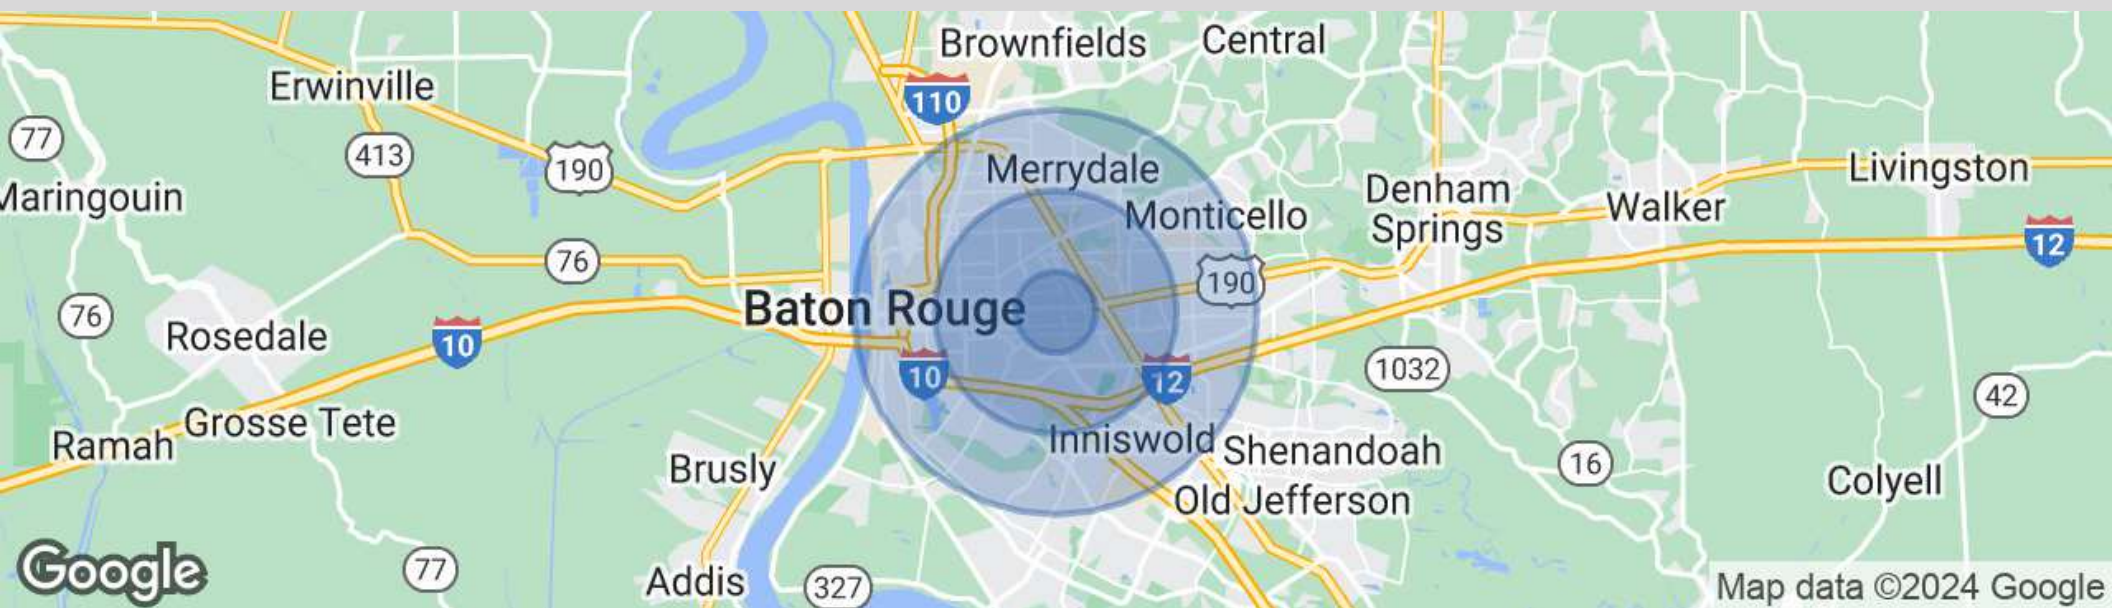 Brownfields
Central
Erwinville
110
77
413
190
Merrydale
Livingston
Maringouin
Denham
Springs
Monticello
Walker
12
76
190
Baton Rouge
76
Rosedale
10
10
12
1032
42
Grosse Tete
Ramah
Inniswold
Shenandoah
Brusly
16
Colyell
Old Jefferson
Google
77
Addis
327
Map data ©2024 Google